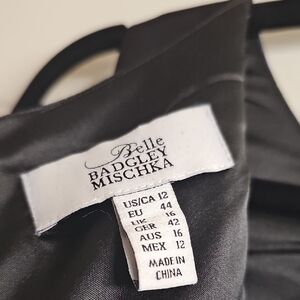 Belle
BADGLEY
MISCHKA
US/CA 12
EU 44
UK 16
GER 42
AUS 16
MEX 12
MADE IN
CHINA